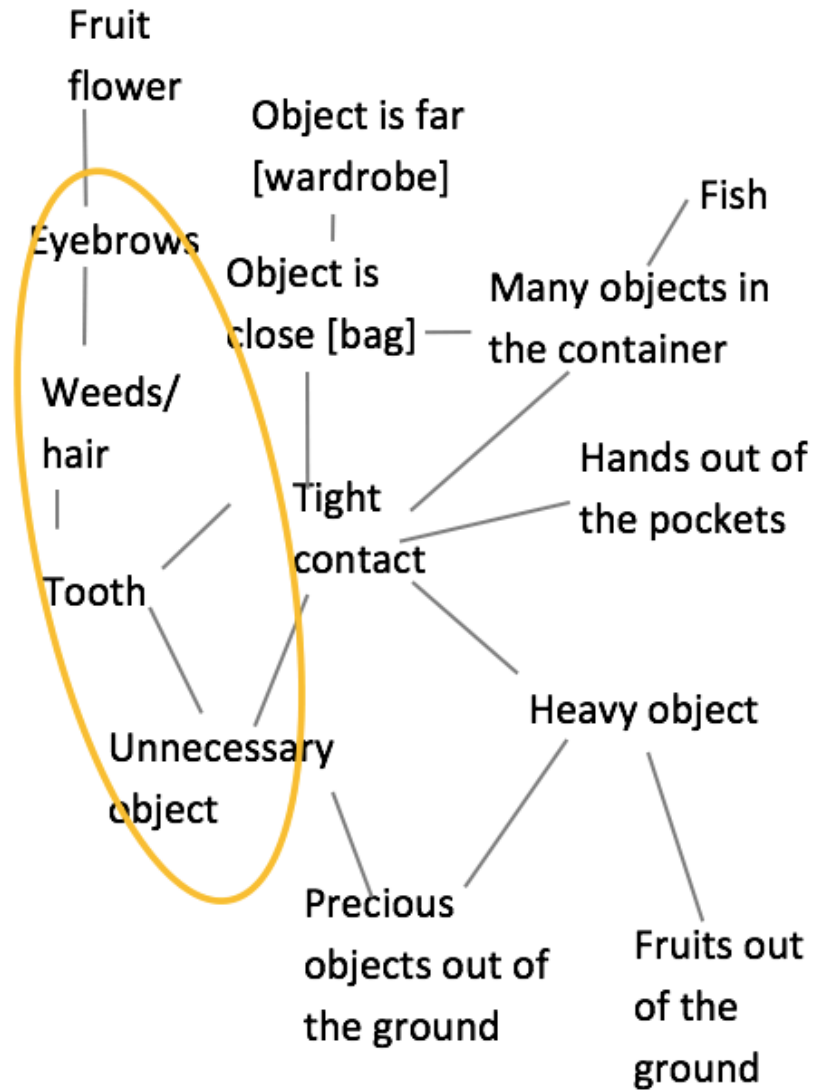 Fruit
flower
Object is far
[wardrobe]
Fish
Eyebrows
Object is
close [bag]
Many objects in
the container
Weeds/
hair
Hands out of
the pockets
Tight
contact
Tooth
Heavy object
Unnecessary
object
Precious
objects out of
the ground
Fruits out
of the
ground